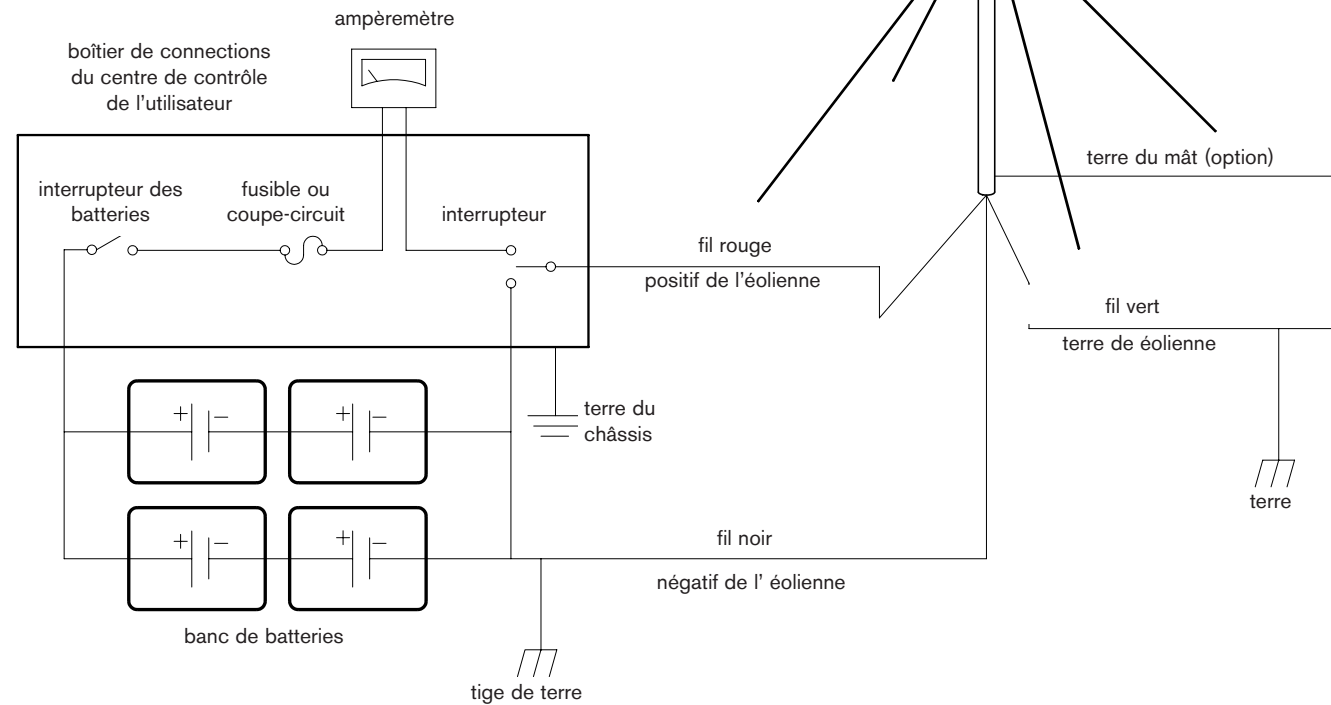 ampèremètre
boîtier de connections
du centre de contrôle
de l'utilisateur
terre du mât (option)
interrupteur des
batteries
fusible ou
coupe-circuit
interrupteur
fil rouge
positif de l'éolienne
fil vert
terre de éolienne
+ −
+ −
terre du
châssis
terre
+ −
+ −
fil noir
négatif de l' éolienne
banc de batteries
tige de terre